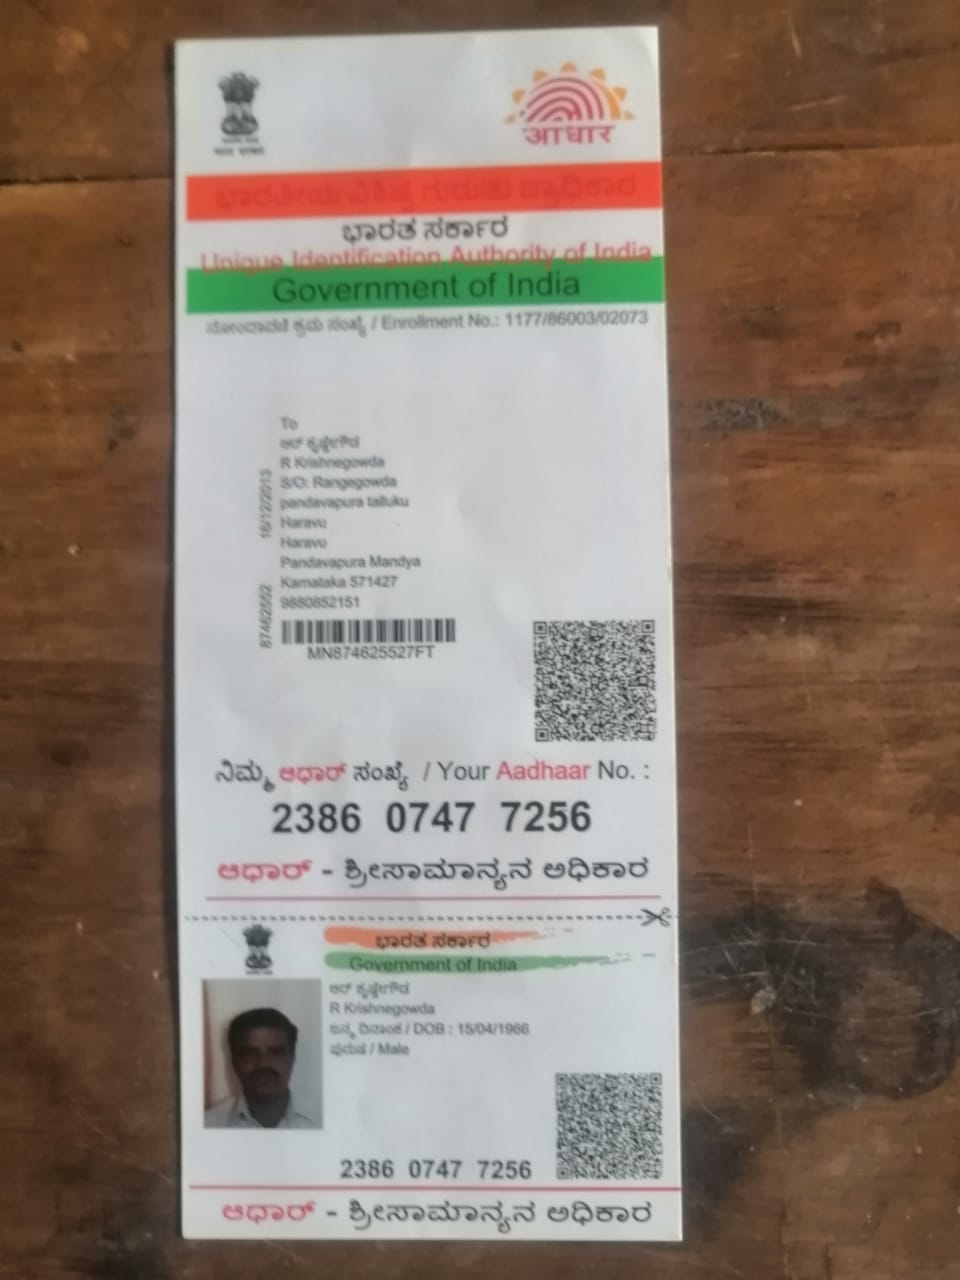 आधार
ಭಾರತೀಯ ವಿಶಿಷ್ಟ ಗುರುತು ಪ್ರಾಧಿಕಾರ
ಭಾರತ ಸರ್ಕಾರ
Unique Identification Authority of India
Government of India
ನೋಂದಾವಣಿ ಕ್ರಮ ಸಂಖ್ಯೆ / Enrollment No.: 1177/86003/02073
To
ಆರ್ ಕೃಷ್ಣೇಗೌಡ
R Krishnegowda
S/O: Rangegowda
pandavapura talluku
Haravu
Haravu
Pandavapura Mandya
Karnataka 571427
9880852151
16/12/2013
87462552
MN874625527FT
ನಿಮ್ಮ ಆಧಾರ್ ಸಂಖ್ಯೆ / Your Aadhaar No. :
2386 0747 7256
ಆಧಾರ್ - ಶ್ರೀಸಾಮಾನ್ಯನ ಅಧಿಕಾರ
ಭಾರತ ಸರ್ಕಾರ
Government of India
ಆರ್ ಕೃಷ್ಣೇಗೌಡ
R Krishnegowda
ಜನ್ಮ ದಿನಾಂಕ / DOB : 15/04/1966
ಪುರುಷ / Male
2386 0747 7256
ಆಧಾರ್ - ಶ್ರೀಸಾಮಾನ್ಯನ ಅಧಿಕಾರ